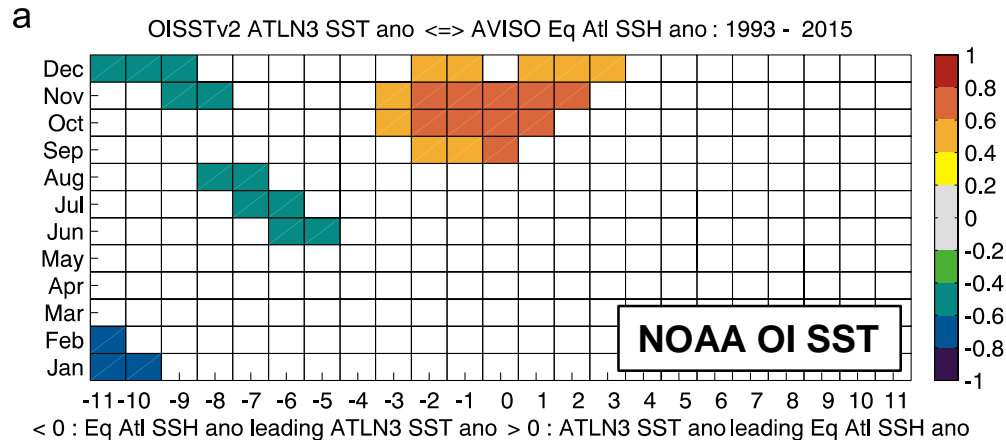 a
OISSTv2 ATLN3 SST ano <=> AVISO Eq Atl SSH ano : 1993 - 2015
Dec
Nov
Oct
Sep
Aug
Jul
Jun
May
Apr
Mar
Feb
Jan
NOAA OI SST
1
0.8
0.6
0.4
0.2
0
-0.2
-0.4
-0.6
-0.8
-1
-11 -10 -9 -8 -7 -6 -5 -4 -3 -2 -1 0 1 2 3 4 5 6 7 8 9 10 11
< 0 : Eq Atl SSH ano leading ATLN3 SST ano > 0 : ATLN3 SST ano leading Eq Atl SSH ano